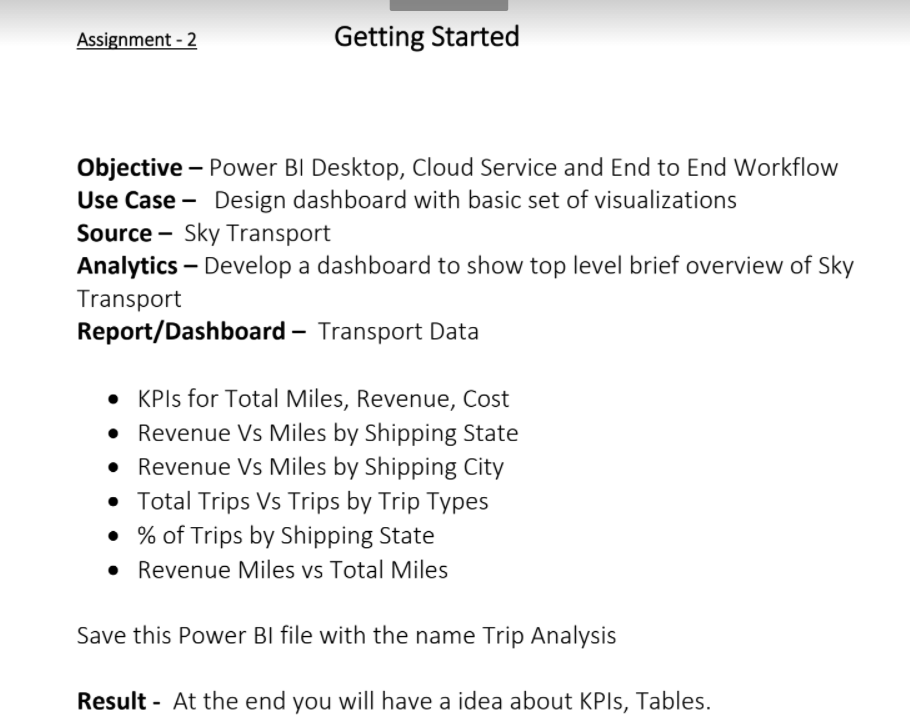 Assignment - 2
Getting Started
Objective – Power BI Desktop, Cloud Service and End to End Workflow
Use Case – Design dashboard with basic set of visualizations
Source – Sky Transport
Analytics – Develop a dashboard to show top level brief overview of Sky
Transport
Report/Dashboard – Transport Data
• KPIs for Total Miles, Revenue, Cost
• Revenue Vs Miles by Shipping State
• Revenue Vs Miles by Shipping City
• Total Trips Vs Trips by Trip Types
• % of Trips by Shipping State
• Revenue Miles vs Total Miles
Save this Power BI file with the name Trip Analysis
Result - At the end you will have a idea about KPIs, Tables.